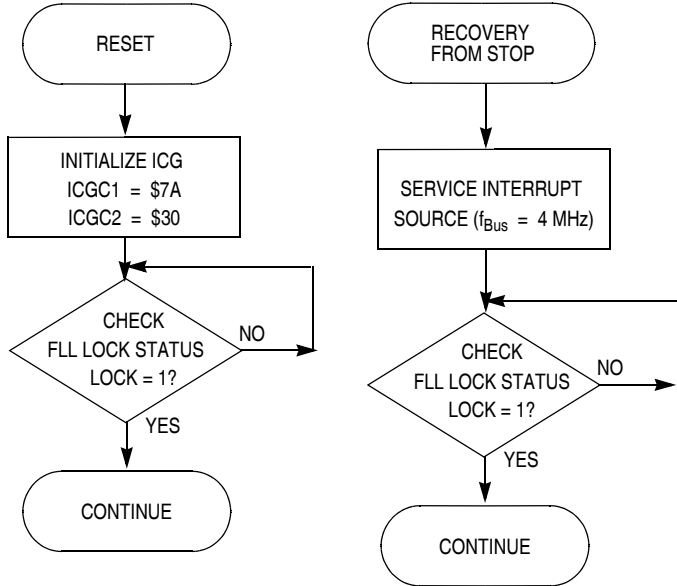 RESET
INITIALIZE ICG
ICGC1 = $7A
ICGC2 = $30
CHECK
FLL LOCK STATUS
LOCK = 1?
NO
YES
CONTINUE
RECOVERY
FROM STOP
SERVICE INTERRUPT
SOURCE (fBus = 4 MHz)
CHECK
FLL LOCK STATUS
LOCK = 1?
NO
YES
CONTINUE